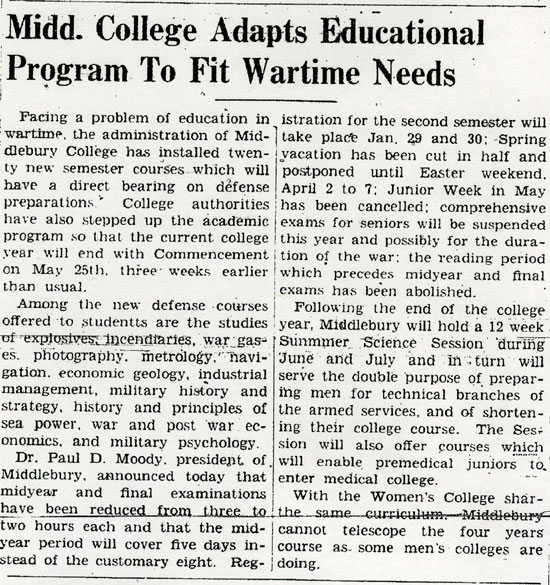 Midd. College Adapts Educational
Program To Fit Wartime Needs
Facing a problem of education in
wartime, the administration of Mid-
dlebury College has installed twen-
ty new semester courses which will
have a direct bearing on defense
preparations. College authorities
have also stepped up the academic
program so that the current college
year will end with Commencement
on May 25th, three weeks earlier
than usual.
Among the new defense courses
offered to studentts are the studies
of explosives, incendiaries, war gas-
es, photography, metrology, navi-
gation, economic geology, industrial
management, military history and
strategy, history and principles of
sea power, war and post war ec-
onomics, and military psychology.
Dr. Paul D. Moody, president of
Middlebury, announced today that
midyear and final examinations
have been reduced from three to
two hours each and that the mid-
year period will cover five days in-
stead of the customary eight. Reg-
istration for the second semester will
take place Jan. 29 and 30; Spring
vacation has been cut in half and
postponed until Easter weekend,
April 2 to 7; Junior Week in May
has been cancelled; comprehensive
exams for seniors will be suspended
this year and possibly for the dura-
tion of the war; the reading period
which precedes midyear and final
exams has been abolished.
Following the end of the college
year, Middlebury will hold a 12 week
Summer Science Session during
June and July and in turn will
serve the double purpose of prepar-
ing men for technical branches of
the armed services, and of shorten-
ing their college course. The Ses-
sion will also offer courses which
will enable premedical juniors to
enter medical college.
With the Women's College shar-
the same curriculum, Middlebury
cannot telescope the four years
course as some men's colleges are
doing.